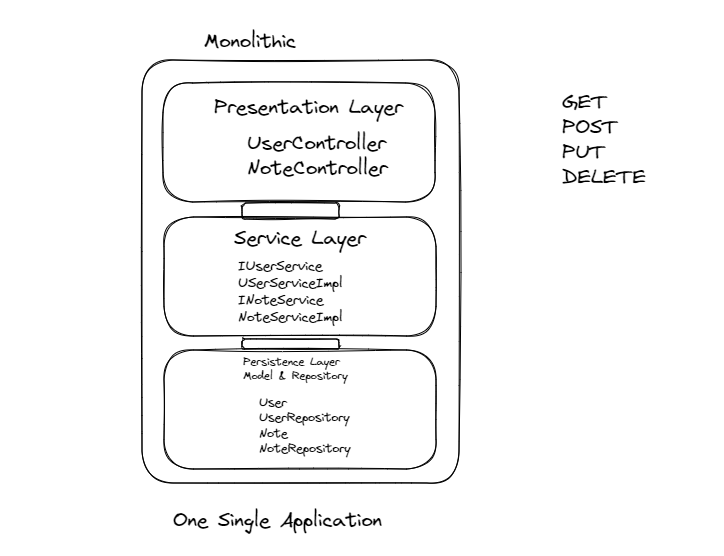 Monolithic
Presentation Layer
UserController
NoteController
GET
POST
PUT
DELETE
Service Layer
IUserService
USerServiceImpl
INoteService
NoteServiceImpl
Persistence Layer
Model & Repository
User
UserRepository
Note
NoteRepository
One Single Application